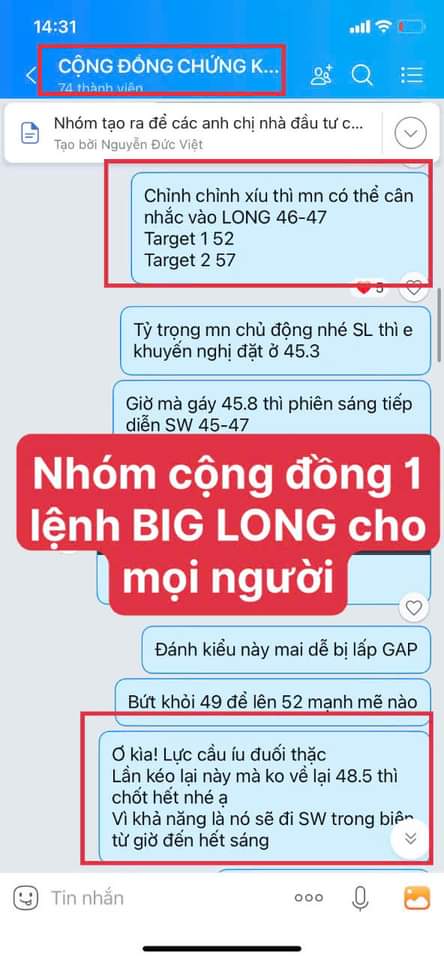 14:31
CỘNG ĐỒNG CHỨNG K...
74 thành viên
Nhóm tạo ra để các anh chị nhà đầu tư c...
Tạo bởi Nguyễn Đức Việt
Chỉnh chỉnh xíu thì mn có thể cân
nhắc vào LONG 46-47
Target 1 52
Target 2 57
5
Tỷ trọng mn chủ động nhé SL thì e
khuyến nghị đặt ở 45.3
Giờ mà gáy 45.8 thì phiên sáng tiếp
diễn SW 45-47
Nhóm cộng đồng 1
lệnh BIG LONG cho
mọi người
Đánh kiểu này mai dễ bị lấp GAP
Bứt khỏi 49 để lên 52 mạnh mẽ nào
Ơ kìa! Lực cầu íu đuối thặc
Lần kéo lại này mà ko về lại 48.5 thì
chốt hết nhé ạ
Vì khả năng là nó sẽ đi SW trong biên
từ giờ đến hết sáng
Tin nhắn